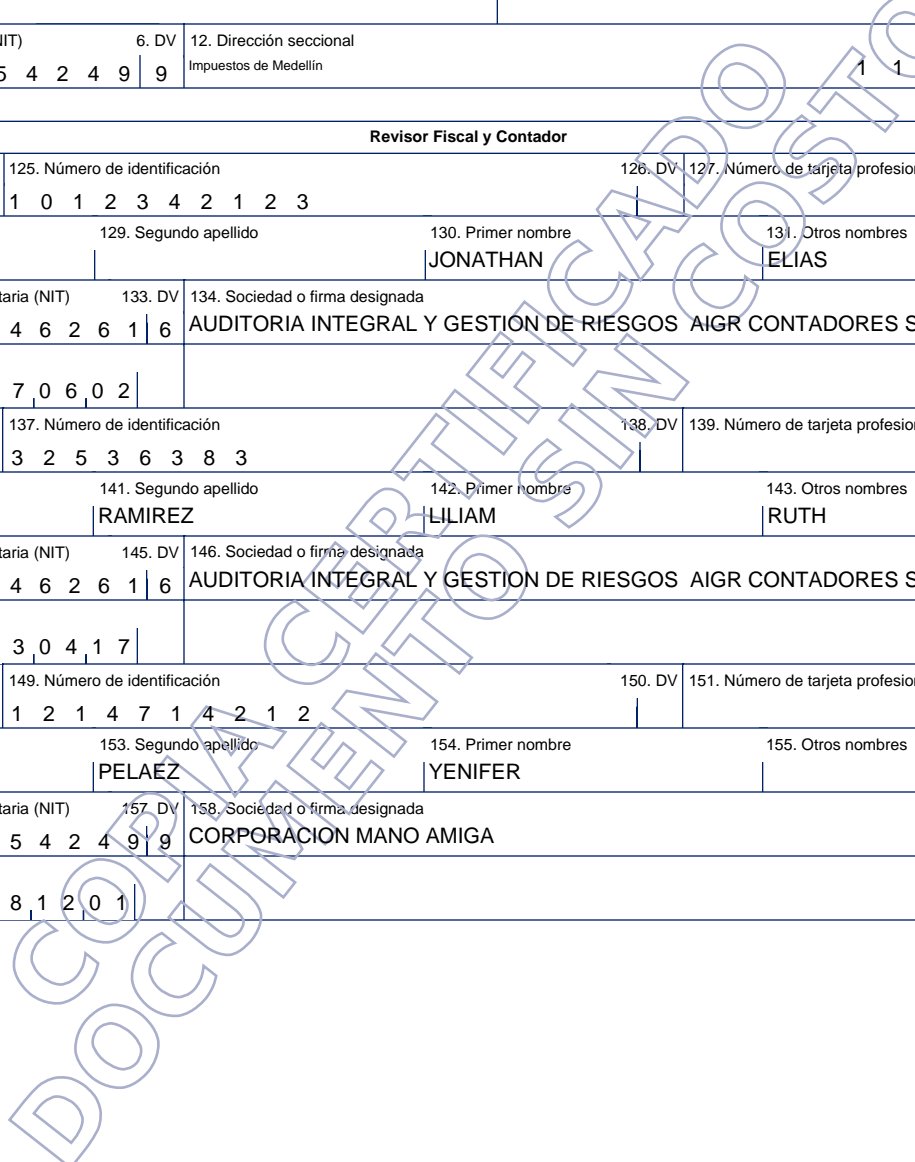 NIT) 6. DV 12. Dirección seccional
5 4 2 4 9 9 Impuestos de Medellín 1 1
Revisor Fiscal y Contador
125. Número de identificación 126. DV 127. Número de tarjeta profesion
1 0 1 2 3 4 2 1 2 3
129. Segundo apellido 130. Primer nombre 131. Otros nombres
JONATHAN ELIAS
taria (NIT) 133. DV 134. Sociedad o firma designada
4 6 2 6 1 6 AUDITORIA INTEGRAL Y GESTION DE RIESGOS AIGR CONTADORES S
7 0 6 0 2
137. Número de identificación 138. DV 139. Número de tarjeta profesion
3 2 5 3 6 3 8 3
141. Segundo apellido 142. Primer nombre 143. Otros nombres
RAMIREZ LILIAM RUTH
taria (NIT) 145. DV 146. Sociedad o firma designada
4 6 2 6 1 6 AUDITORIA INTEGRAL Y GESTION DE RIESGOS AIGR CONTADORES S
3 0 4 1 7
149. Número de identificación 150. DV 151. Número de tarjeta profesion
1 2 1 4 7 1 4 2 1 2
153. Segundo apellido 154. Primer nombre 155. Otros nombres
PELAEZ YENIFER
taria (NIT) 157. DV 158. Sociedad o firma designada
5 4 2 4 9 9 CORPORACION MANO AMIGA
8 1 2 0 1
COPIA CERTIFICADO
DOCUMENTO SIN COSTO